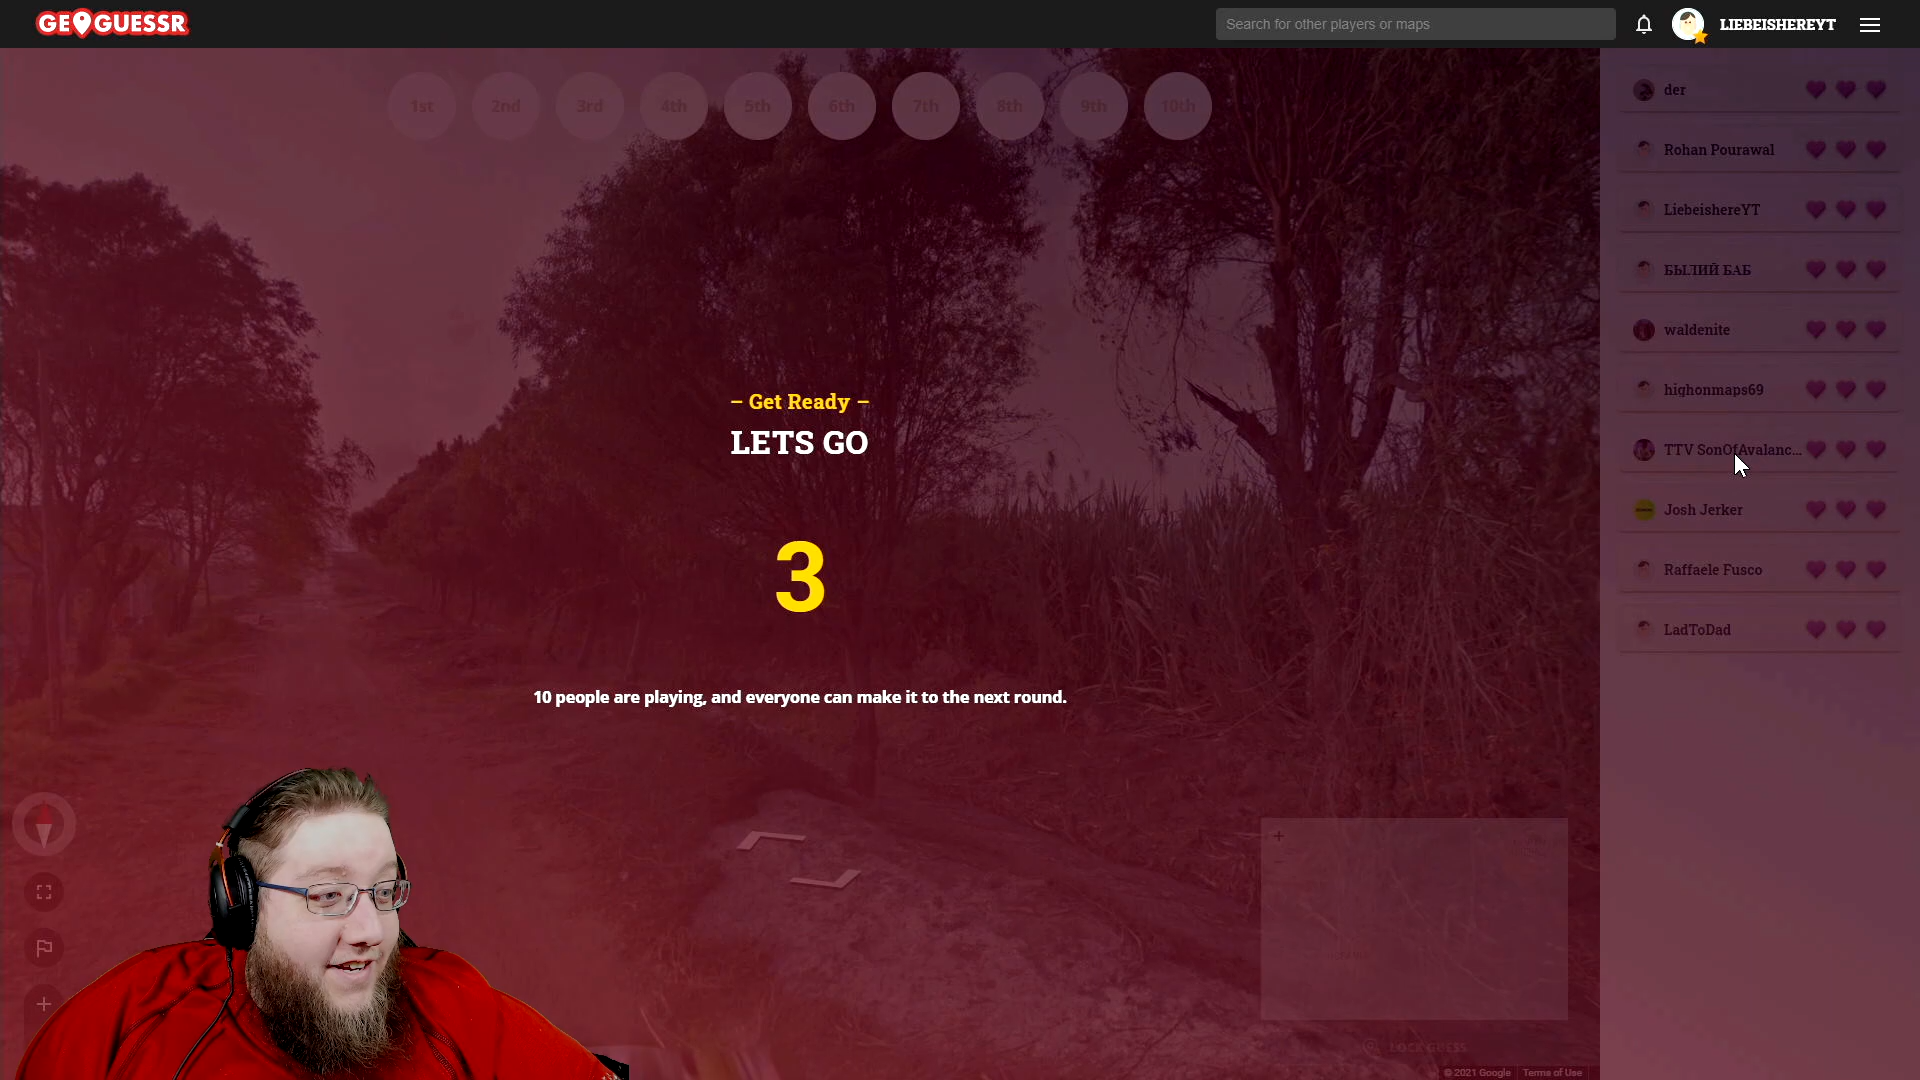 GEOGUESSR
Search for other players or maps
LIEBEISHEREYT
1st 2nd 3rd 4th 5th 6th 7th 8th 9th 10th
– Get Ready –
LETS GO
3
10 people are playing, and everyone can make it to the next round.
der
Rohan Pourawal
LiebeishereYT
БЫЛИЙ БАБ
waldenite
highonmaps69
TTV SonOfAvalanc...
Josh Jerker
Raffaele Fusco
LadToDad
LOCK GUESS
© 2021 Google Terms of Use